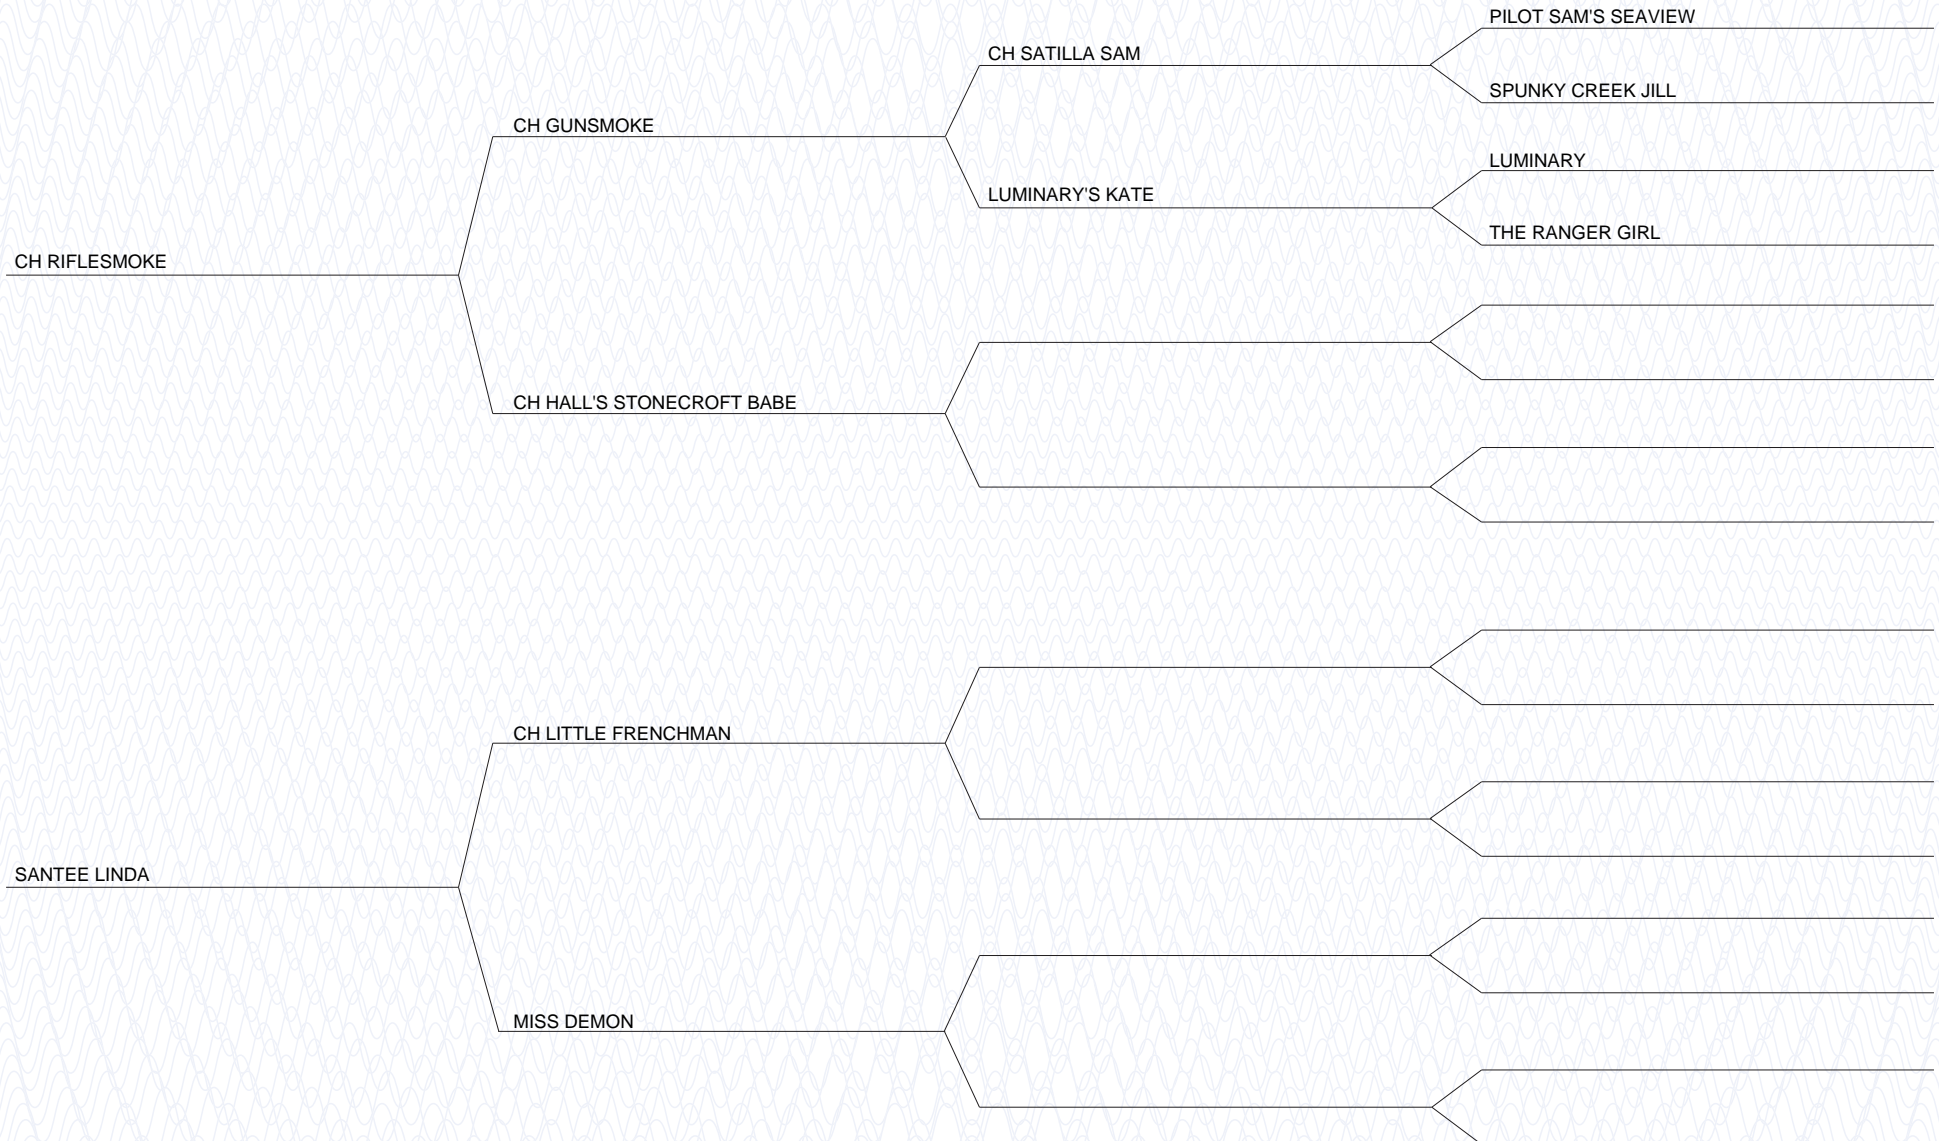 PILOT SAM'S SEAVIEW
CH SATILLA SAM
SPUNKY CREEK JILL
CH GUNSMOKE
LUMINARY
LUMINARY'S KATE
THE RANGER GIRL
CH RIFLESMOKE
CH HALL'S STONECROFT BABE
CH LITTLE FRENCHMAN
SANTEE LINDA
MISS DEMON